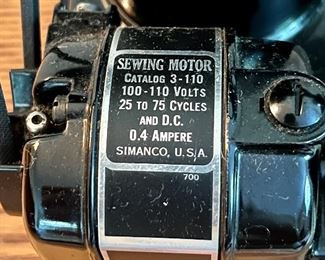 SEWING MOTOR
CATALOG 3-110
100-110 VOLTS
25 TO 75 CYCLES
AND D.C.
0.4 AMPERE
SIMANCO, U.S.A.
700